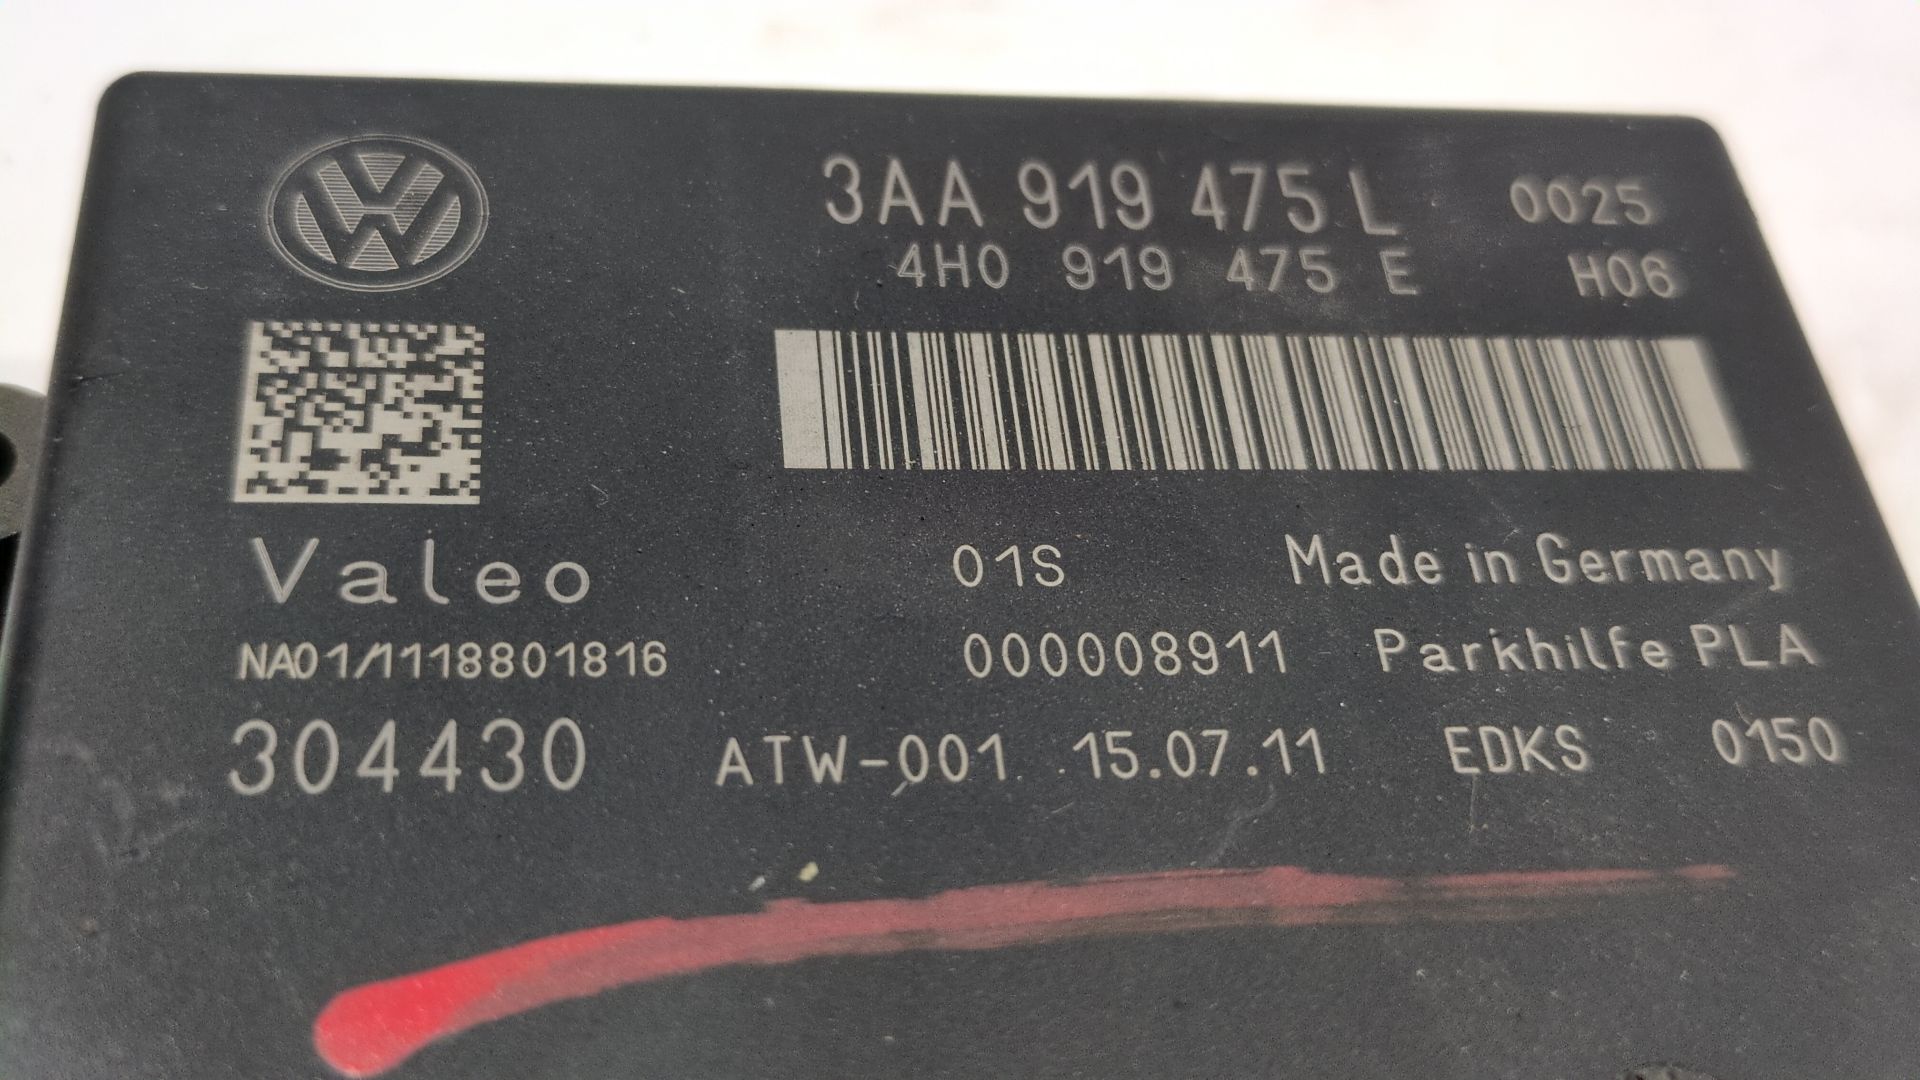 3AA 919 475 L 0025
4H0 919 475 E H06
Valeo 01S Made in Germany
NA01/1118801816 000008911 Parkhilfe PLA
304430 ATW-001 15.07.11 EDKS 0150